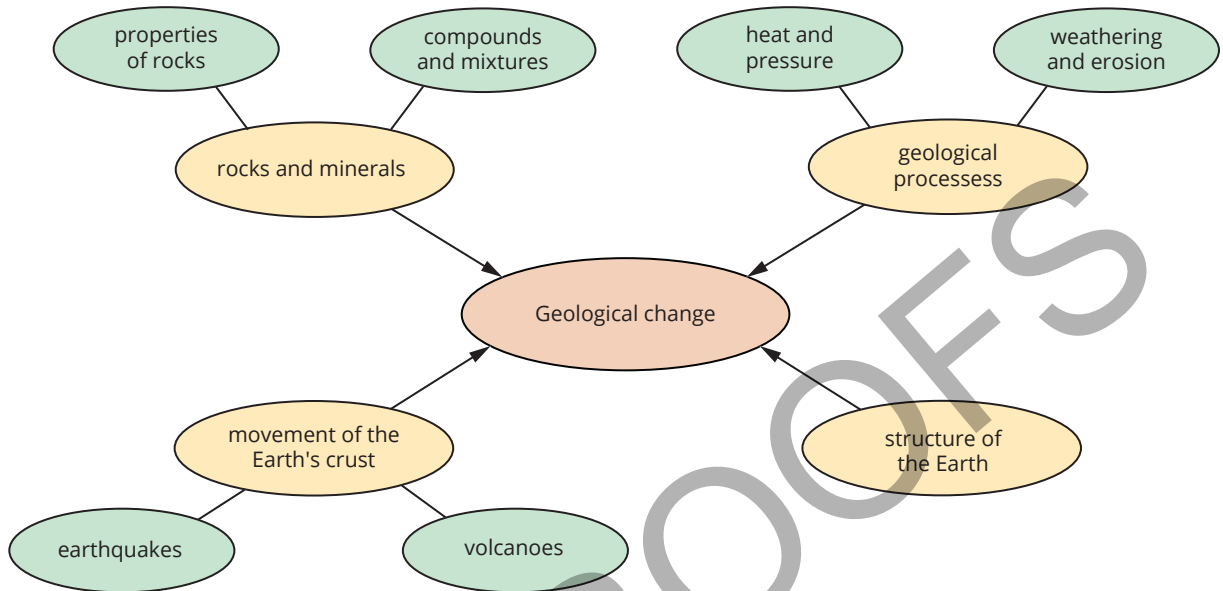 properties
of rocks
compounds
and mixtures
heat and
pressure
weathering
and erosion
rocks and minerals
geological
processess
Geological change
movement of the
Earth's crust
structure of
the Earth
earthquakes
volcanoes
OOFS